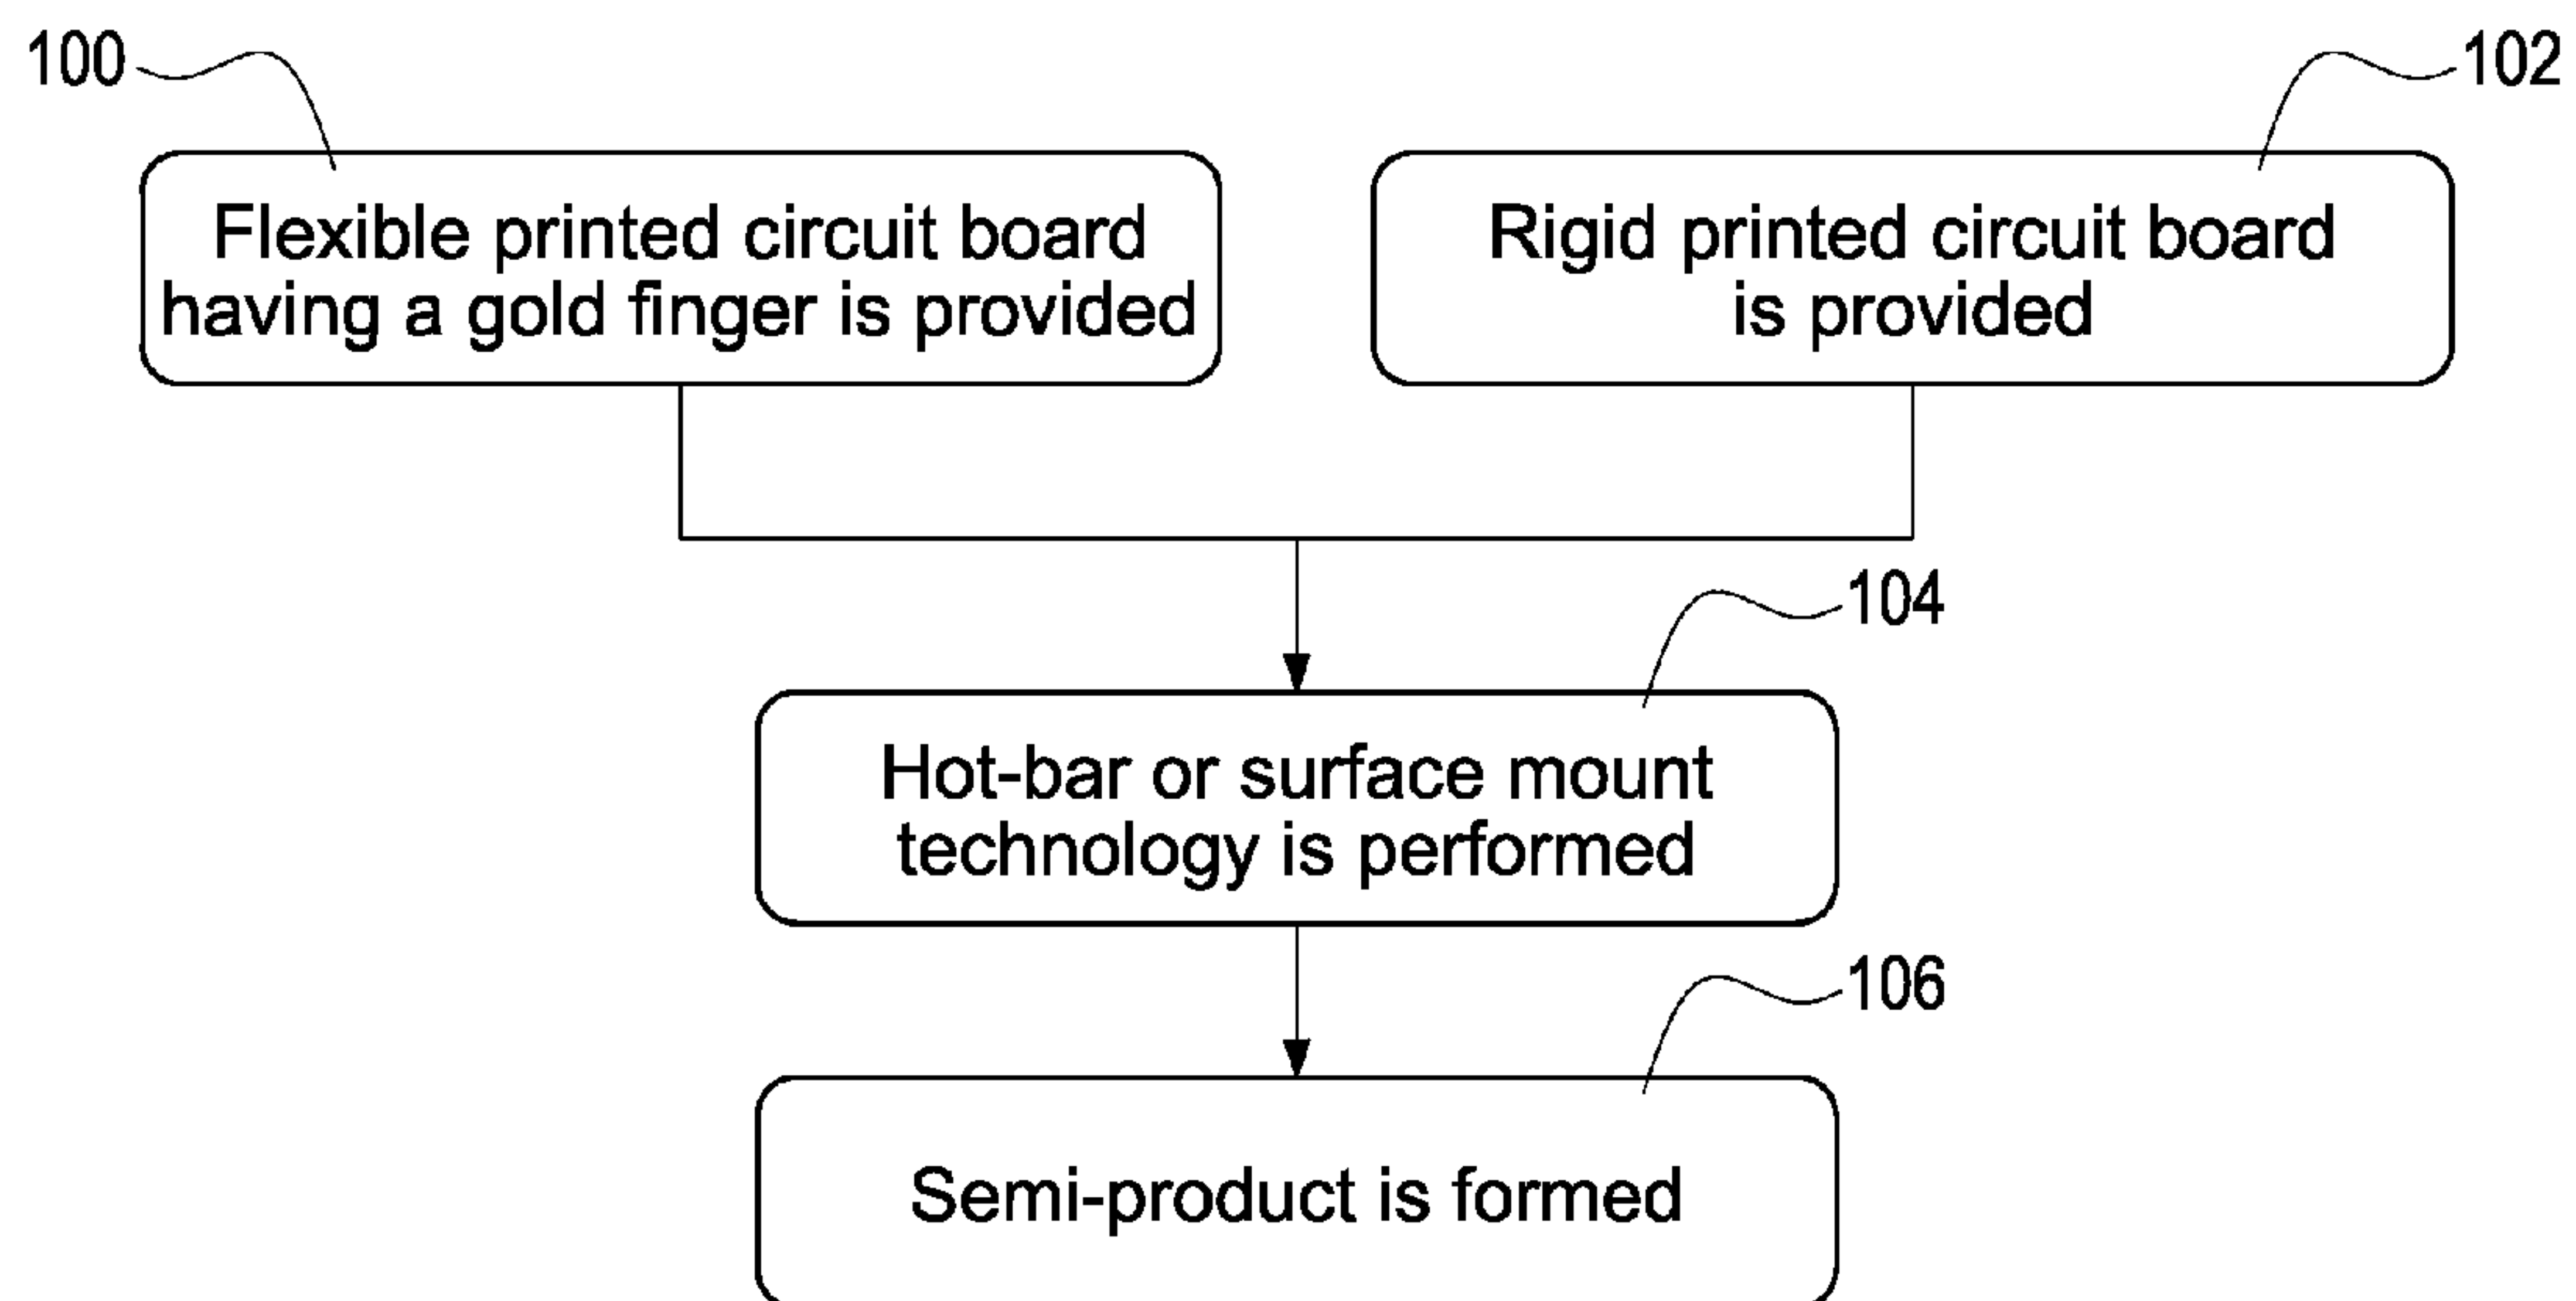 100
102
Flexible printed circuit board
having a gold finger is provided
Rigid printed circuit board
is provided
104
Hot-bar or surface mount
technology is performed
106
Semi-product is formed